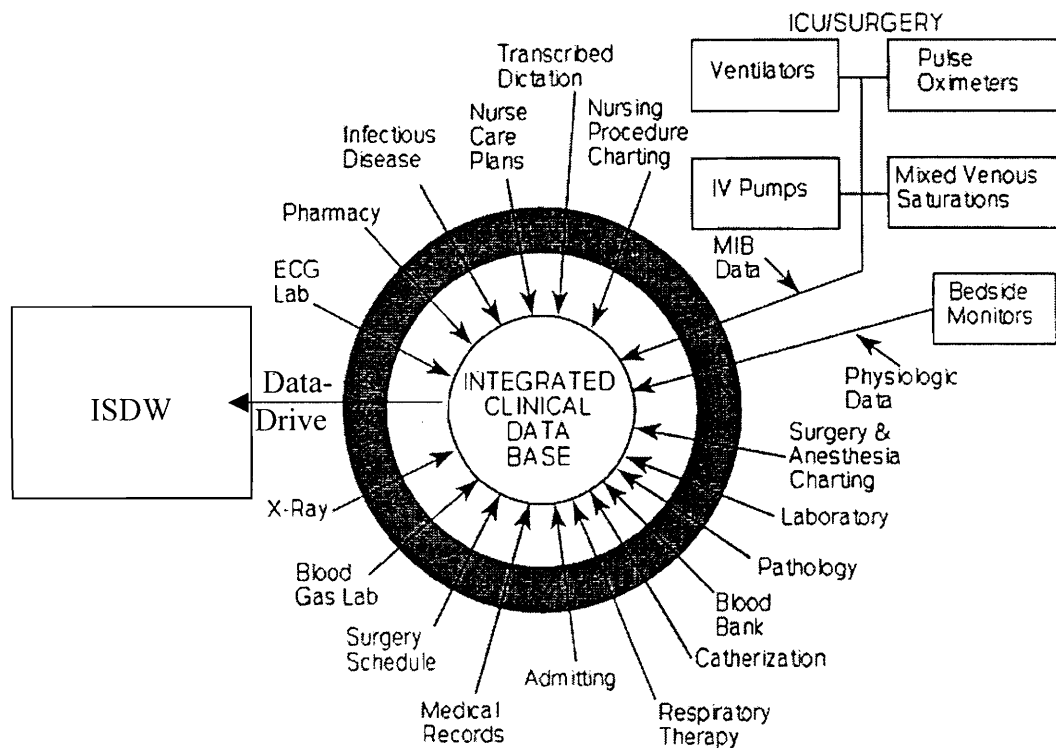 ICU/SURGERY
Transcribed
Dictation
Ventilators
Pulse
Oximeters
Nurse
Care
Plans
Nursing
Procedure
Charting
Infectious
Disease
IV Pumps
Mixed Venous
Saturations
Pharmacy
MIB
Data
ECG
Lab
Bedside
Monitors
ISDW
Data-
Drive
INTEGRATED
CLINICAL
DATA
BASE
Physiologic
Data
Surgery &
Anesthesia
Charting
X-Ray
Laboratory
Blood
Gas Lab
Pathology
Blood
Bank
Surgery
Schedule
Catherization
Admitting
Medical
Records
Respiratory
Therapy